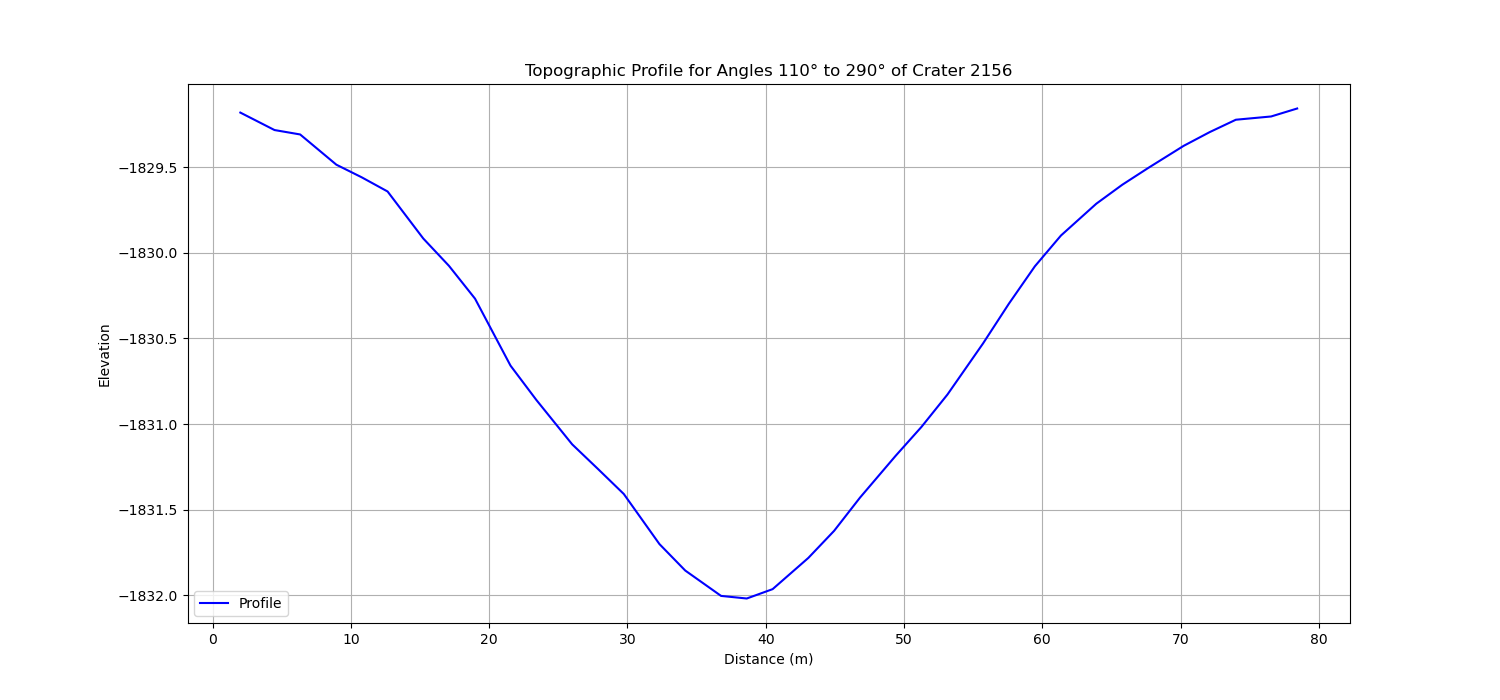 Topographic Profile for Angles 110° to 290° of Crater 2156
Elevation
−1829.5
−1830.0
−1830.5
−1831.0
−1831.5
−1832.0
Profile
0 10 20 30 40 50 60 70 80
Distance (m)